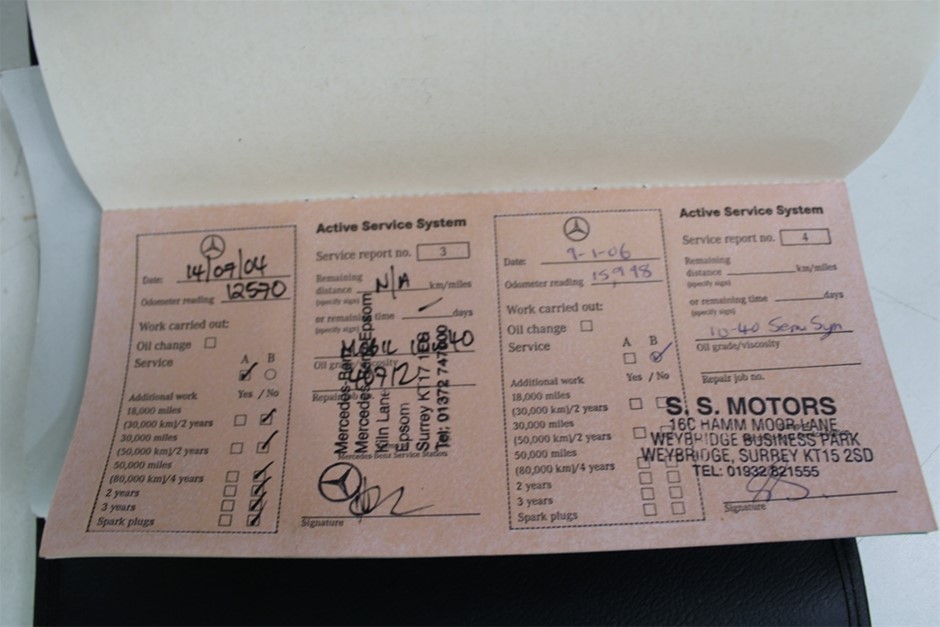 Date: 14/07/04
Odometer reading 12570
Work carried out:
Oil change
Service A B
Additional work Yes / No
18,000 miles
(30,000 km)/2 years
30,000 miles
(50,000 km)/2 years
50,000 miles
(80,000 km)/4 years
2 years
3 years
Spark plugs
Active Service System
Service report no. 3
Remaining
distance N/A km/miles
(specify sign)
or remaining time days
(specify sign)
Oil grade/viscosity
Repair job no.
Mercedes-Benz
Mercedes-Benz Epsom
Kiln Lane
Epsom
Surrey KT17 1EG
Tel: 01372 747600
Mercedes-Benz Service Station
Signature
Date: 9-1-06
Odometer reading 15998
Work carried out:
Oil change
Service A B
Additional work Yes / No
18,000 miles
(30,000 km)/2 years
30,000 miles
(50,000 km)/2 years
50,000 miles
(80,000 km)/4 years
2 years
3 years
Spark plugs
Active Service System
Service report no. 4
Remaining
distance km/miles
(specify sign)
or remaining time days
(specify sign)
10-40 Semi Syn
Oil grade/viscosity
Repair job no.
S. S. MOTORS
16C HAMM MOOR LANE
WEYBRIDGE BUSINESS PARK
WEYBRIDGE, SURREY KT15 2SD
TEL: 01932 821555
Signature